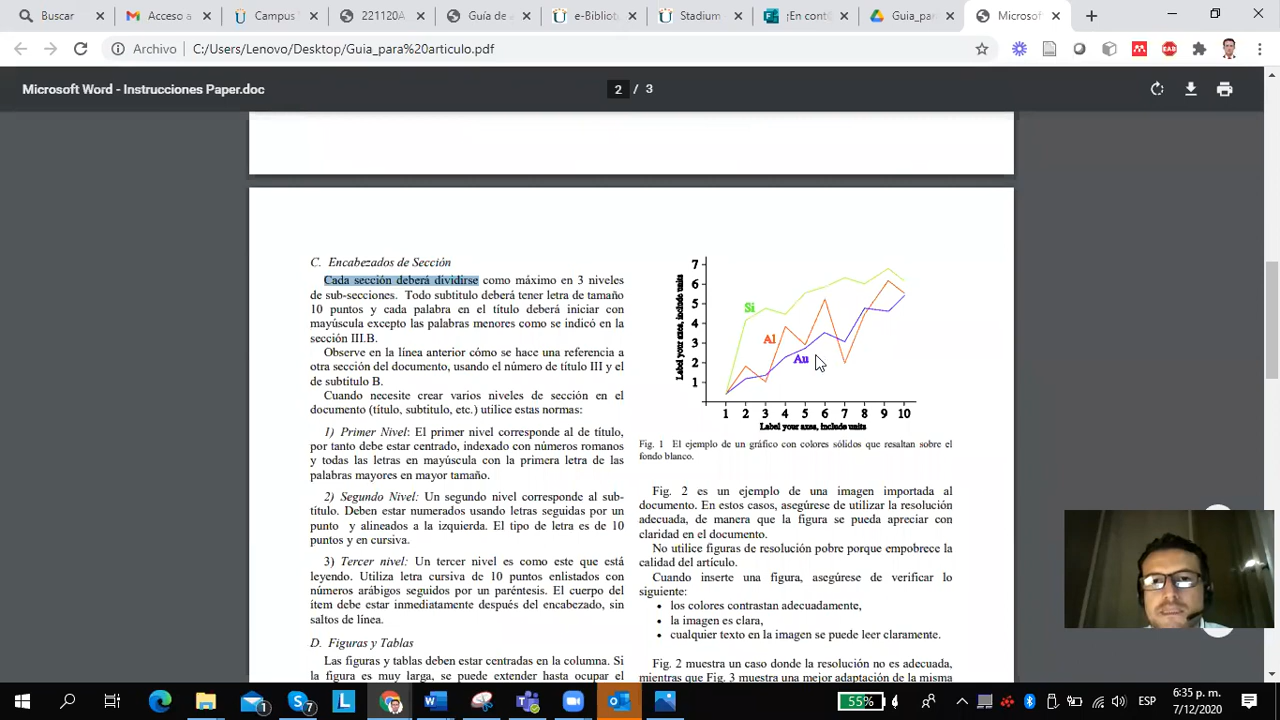 Buscar
Acceso a
Campus
221120A
Guía de
e-Bibliot
Stadium
¡En cont
Guia_par
Microsof
Archivo | C:/Users/Lenovo/Desktop/Guia_para%20articulo.pdf
Microsoft Word - Instrucciones Paper.doc
2 / 3
C. Encabezados de Sección
Cada sección deberá dividirse como máximo en 3 niveles
de sub-secciones. Todo subtitulo deberá tener letra de tamaño
10 puntos y cada palabra en el título deberá iniciar con
mayúscula excepto las palabras menores como se indicó en la
sección III.B.
Observe en la línea anterior cómo se hace una referencia a
otra sección del documento, usando el número de título III y el
de subtitulo B.
Cuando necesite crear varios niveles de sección en el
documento (título, subtitulo, etc.) utilice estas normas:
1) Primer Nivel: El primer nivel corresponde al de título,
por tanto debe estar centrado, indexado con números romanos
y todas las letras en mayúscula con la primera letra de las
palabras mayores en mayor tamaño.
2) Segundo Nivel: Un segundo nivel corresponde al sub-
título. Deben estar numerados usando letras seguidas por un
punto y alineados a la izquierda. El tipo de letra es de 10
puntos y en cursiva.
3) Tercer nivel: Un tercer nivel es como este que está
leyendo. Utiliza letra cursiva de 10 puntos enlistados con
números arábigos seguidos por un paréntesis. El cuerpo del
ítem debe estar inmediatamente después del encabezado, sin
saltos de línea.
D. Figuras y Tablas
Las figuras y tablas deben estar centradas en la columna. Si
la figura es muy larga, se puede extender hasta ocupar el
Label your axes, include units
7
6
5
4
3
2
1
Si
Al
Au
1 2 3 4 5 6 7 8 9 10
Label your axes, include units
Fig. 1 El ejemplo de un gráfico con colores sólidos que resaltan sobre el
fondo blanco.
Fig. 2 es un ejemplo de una imagen importada al
documento. En estos casos, asegúrese de utilizar la resolución
adecuada, de manera que la figura se pueda apreciar con
claridad en el documento.
No utilice figuras de resolución pobre porque empobrece la
calidad del artículo.
Cuando inserte una figura, asegúrese de verificar lo
siguiente:
• los colores contrastan adecuadamente,
• la imagen es clara,
• cualquier texto en la imagen se puede leer claramente.
Fig. 2 muestra un caso donde la resolución no es adecuada,
mientras que Fig. 3 muestra una mejor adaptación de la misma
55%
ESP
6:35 p. m.
7/12/2020